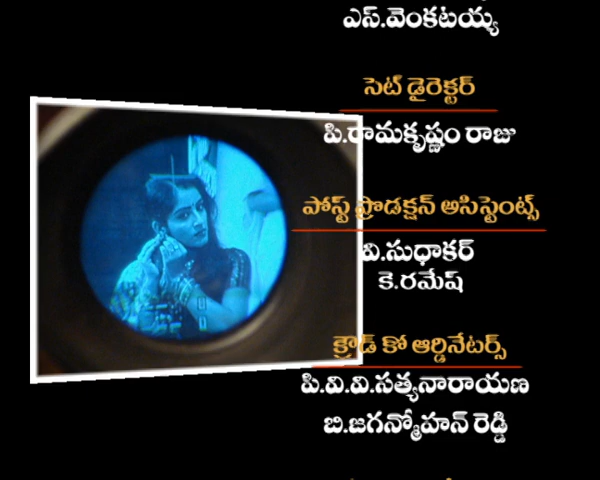 ఎస్.వెంకటయ్య
సెట్ డైరెక్టర్
పి.రామకృష్ణం రాజు
పోస్ట్ ప్రొడక్షన్ అసిస్టెంట్స్
వి.సుధాకర్
కె.రమేష్
క్రౌడ్ కో ఆర్డినేటర్స్
పి.వి.వి.సత్యనారాయణ
బి.జగన్మోహన్ రెడ్డి